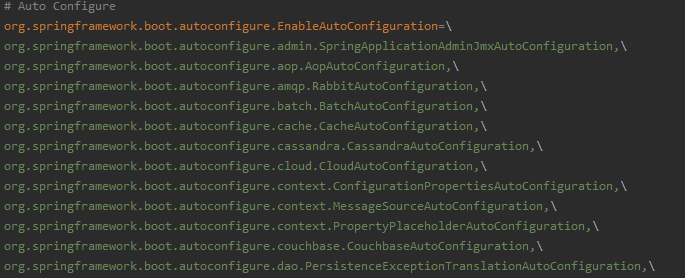 # Auto Configure
org.springframework.boot.autoconfigure.EnableAutoConfiguration=\
org.springframework.boot.autoconfigure.admin.SpringApplicationAdminJmxAutoConfiguration,\
org.springframework.boot.autoconfigure.aop.AopAutoConfiguration,\
org.springframework.boot.autoconfigure.amqp.RabbitAutoConfiguration,\
org.springframework.boot.autoconfigure.batch.BatchAutoConfiguration,\
org.springframework.boot.autoconfigure.cache.CacheAutoConfiguration,\
org.springframework.boot.autoconfigure.cassandra.CassandraAutoConfiguration,\
org.springframework.boot.autoconfigure.cloud.CloudAutoConfiguration,\
org.springframework.boot.autoconfigure.context.ConfigurationPropertiesAutoConfiguration,\
org.springframework.boot.autoconfigure.context.MessageSourceAutoConfiguration,\
org.springframework.boot.autoconfigure.context.PropertyPlaceholderAutoConfiguration,\
org.springframework.boot.autoconfigure.couchbase.CouchbaseAutoConfiguration,\
org.springframework.boot.autoconfigure.dao.PersistenceExceptionTranslationAutoConfiguration,\